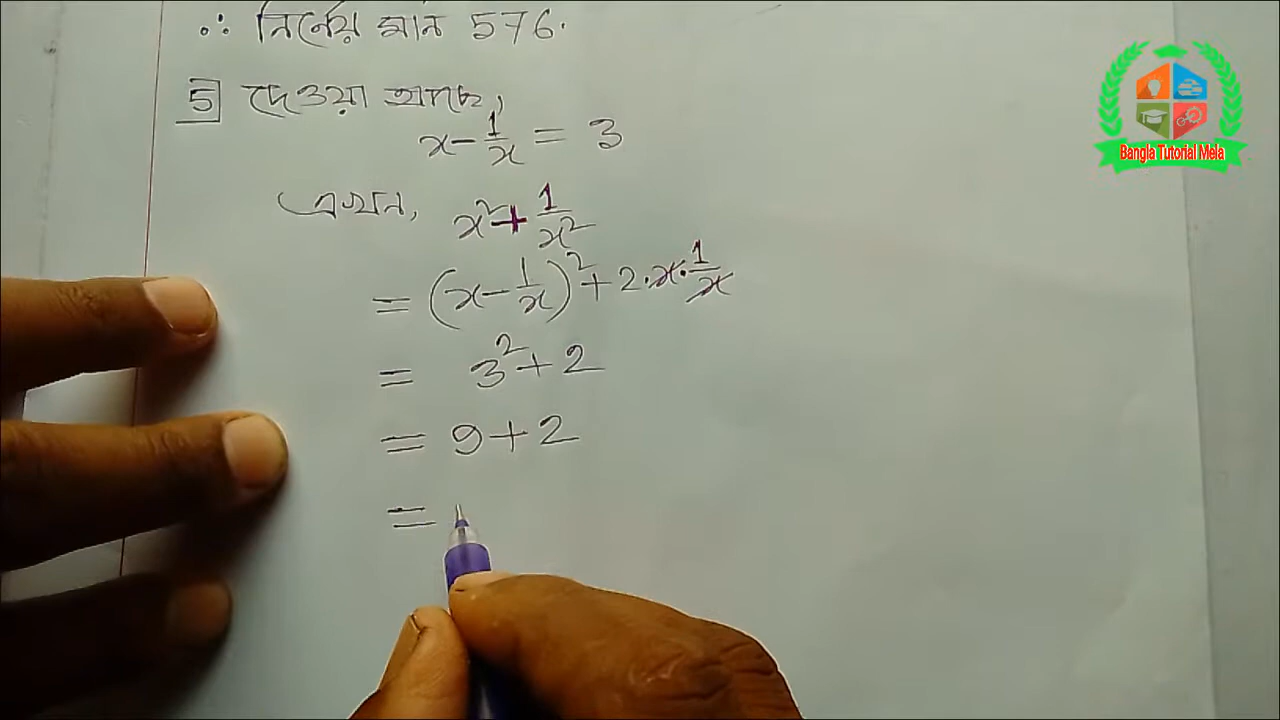 ∴ নির্ণেয় মান 576.
5 দেওয়া আছে,
x - 1/x = 3
এখন, x² + 1/x²
= (x - 1/x)² + 2·x·1/x
= 3² + 2
= 9 + 2
=
Bangla Tutorial Mela